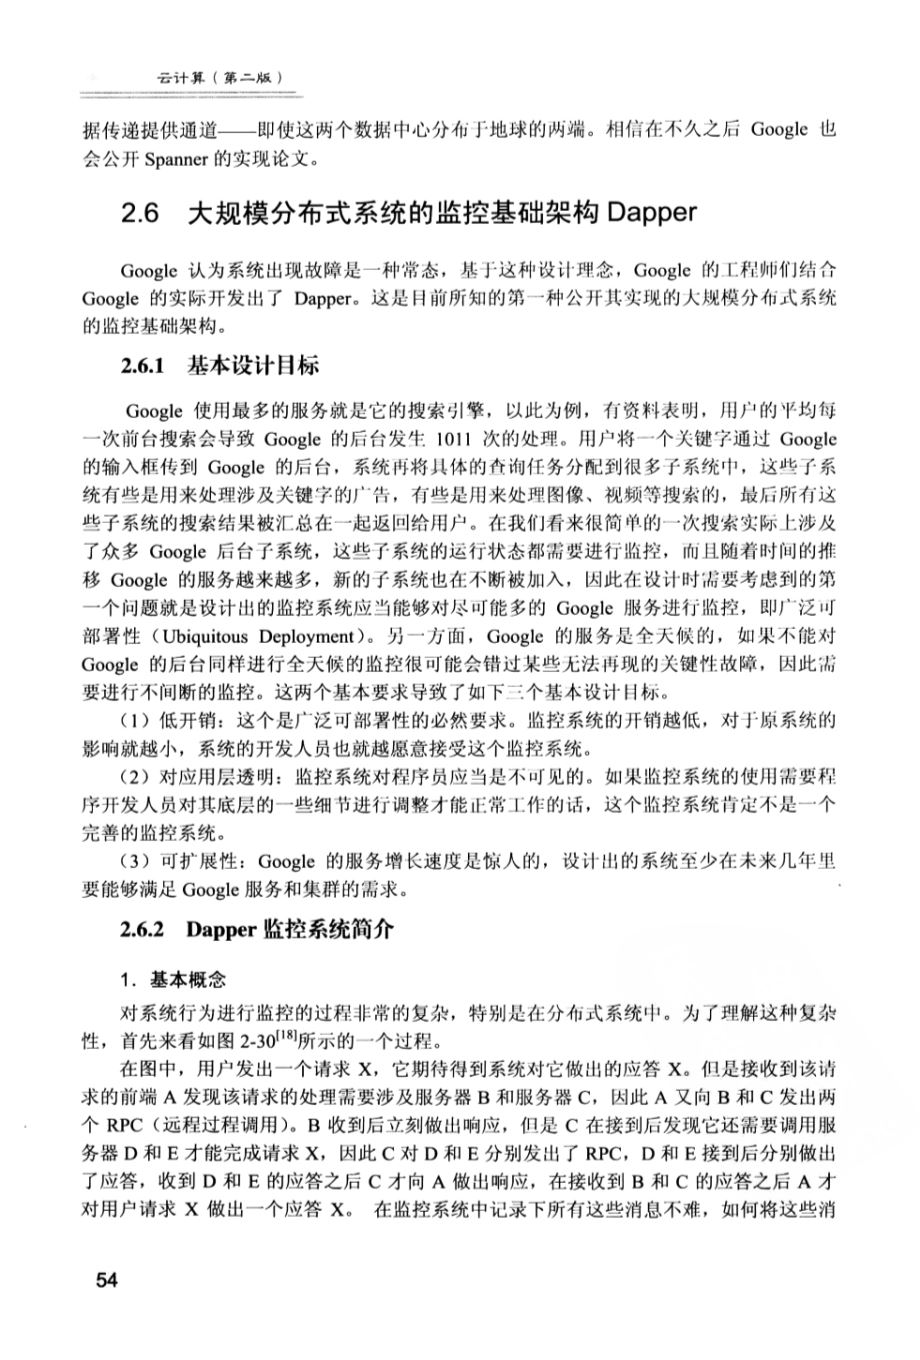 云计算（第二版）
据传递提供通道——即使这两个数据中心分布于地球的两端。相信在不久之后 Google 也
会公开 Spanner 的实现论文。
2.6 大规模分布式系统的监控基础架构 Dapper
Google 认为系统出现故障是一种常态，基于这种设计理念，Google 的工程师们结合
Google 的实际开发出了 Dapper。这是目前所知的第一种公开其实现的大规模分布式系统
的监控基础架构。
2.6.1 基本设计目标
Google 使用最多的服务就是它的搜索引擎，以此为例，有资料表明，用户的平均每
一次前台搜索会导致 Google 的后台发生 1011 次的处理。用户将一个关键字通过 Google
的输入框传到 Google 的后台，系统再将具体的查询任务分配到很多子系统中，这些子系
统有些是用来处理涉及关键字的广告，有些是用来处理图像、视频等搜索的，最后所有这
些子系统的搜索结果被汇总在一起返回给用户。在我们看来很简单的一次搜索实际上涉及
了众多 Google 后台子系统，这些子系统的运行状态都需要进行监控，而且随着时间的推
移 Google 的服务越来越多，新的子系统也在不断被加入，因此在设计时需要考虑到的第
一个问题就是设计出的监控系统应当能够对尽可能多的 Google 服务进行监控，即广泛可
部署性（Ubiquitous Deployment）。另一方面，Google 的服务是全天候的，如果不能对
Google 的后台同样进行全天候的监控很可能会错过某些无法再现的关键性故障，因此需
要进行不间断的监控。这两个基本要求导致了如下三个基本设计目标。
（1）低开销：这个是广泛可部署性的必然要求。监控系统的开销越低，对于原系统的
影响就越小，系统的开发人员也就越愿意接受这个监控系统。
（2）对应用层透明：监控系统对程序员应当是不可见的。如果监控系统的使用需要程
序开发人员对其底层的一些细节进行调整才能正常工作的话，这个监控系统肯定不是一个
完善的监控系统。
（3）可扩展性：Google 的服务增长速度是惊人的，设计出的系统至少在未来几年里
要能够满足 Google 服务和集群的需求。
2.6.2 Dapper 监控系统简介
1．基本概念
对系统行为进行监控的过程非常的复杂，特别是在分布式系统中。为了理解这种复杂
性，首先来看如图 2-30[18]所示的一个过程。
在图中，用户发出一个请求 X，它期待得到系统对它做出的应答 X。但是接收到该请
求的前端 A 发现该请求的处理需要涉及服务器 B 和服务器 C，因此 A 又向 B 和 C 发出两
个 RPC（远程过程调用）。B 收到后立刻做出响应，但是 C 在接到后发现它还需要调用服
务器 D 和 E 才能完成请求 X，因此 C 对 D 和 E 分别发出了 RPC，D 和 E 接到后分别做出
了应答，收到 D 和 E 的应答之后 C 才向 A 做出响应，在接收到 B 和 C 的应答之后 A 才
对用户请求 X 做出一个应答 X。 在监控系统中记录下所有这些消息不难，如何将这些消
54